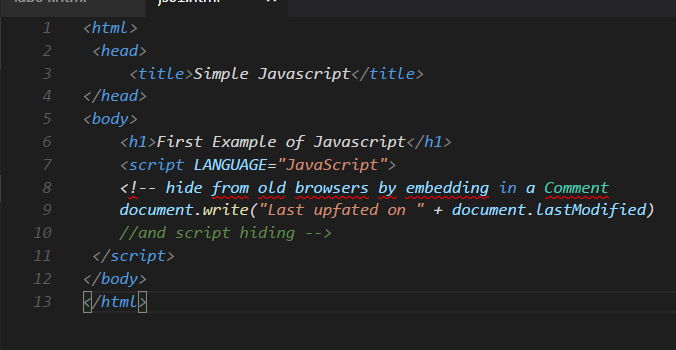 js01.html
1 <html>
2 <head>
3 <title>Simple Javascript</title>
4 </head>
5 <body>
6 <h1>First Example of Javascript</h1>
7 <script LANGUAGE="JavaScript">
8 <!-- hide from old browsers by embedding in a Comment
9 document.write("Last upfated on " + document.lastModified)
10 //and script hiding -->
11 </script>
12 </body>
13 </html>